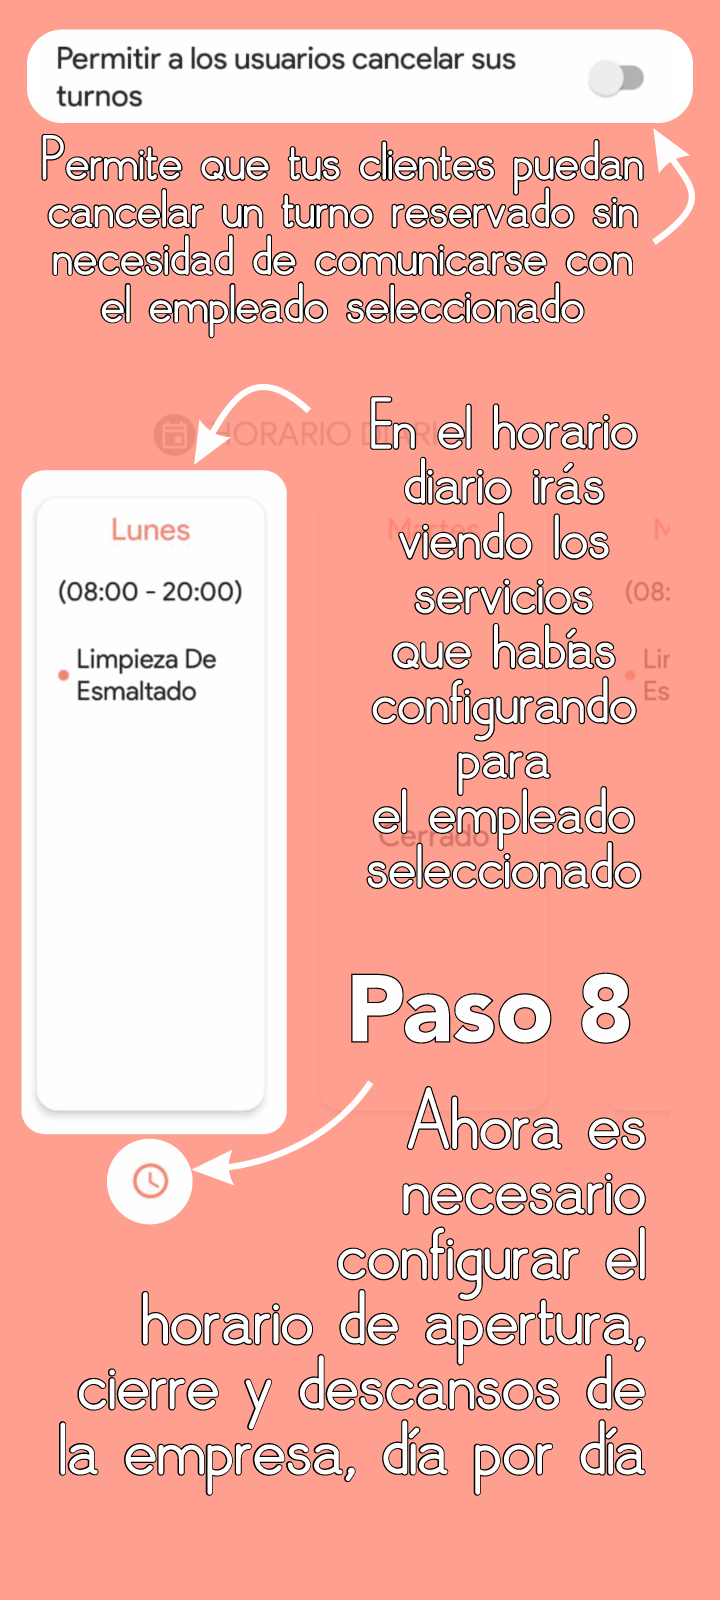 Permitir a los usuarios cancelar sus
turnos
Permite que tus clientes puedan
cancelar un turno reservado sin
necesidad de comunicarse con
el empleado seleccionado
HORARIO DIARIO
En el horario
diario irás
viendo los
servicios
que habías
configurando
para
el empleado
seleccionado
Lunes
(08:00 - 20:00)
Limpieza De
Esmaltado
Martes
Cerrado
M
(08:
Lir
Es
Paso 8
Ahora es
necesario
configurar el
horario de apertura,
cierre y descansos de
la empresa, día por día